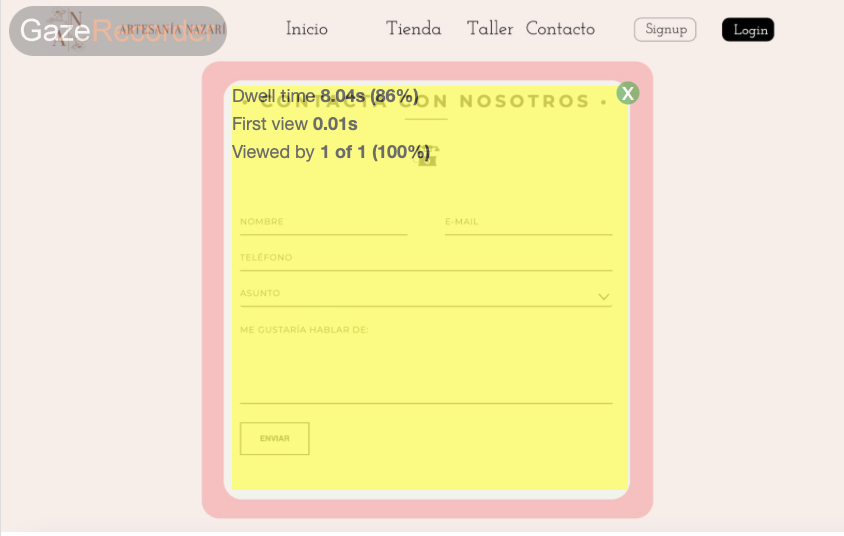 GazeRecorder
ARTESANÍA NAZARÍ
Inicio Tienda Taller Contacto Signup Login
Dwell time 8.04s (86%)
• CONTACTA CON NOSOTROS •
X
First view 0.01s
Viewed by 1 of 1 (100%)
NOMBRE E-MAIL
TELÉFONO
ASUNTO
ME GUSTARÍA HABLAR DE:
ENVIAR